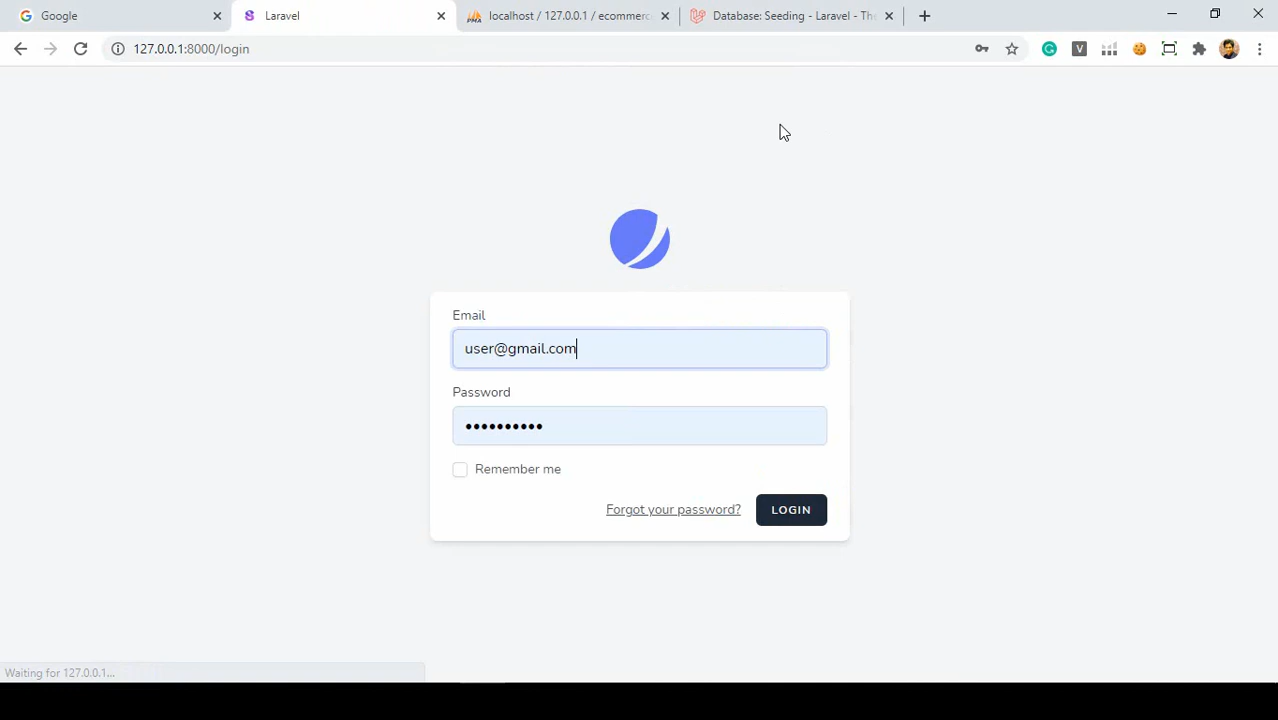 Google
Laravel
localhost / 127.0.0.1 / ecommerc
Database: Seeding - Laravel - The
127.0.0.1:8000/login
Email
user@gmail.com
Password
••••••••••
Remember me
Forgot your password?
LOGIN
Waiting for 127.0.0.1...